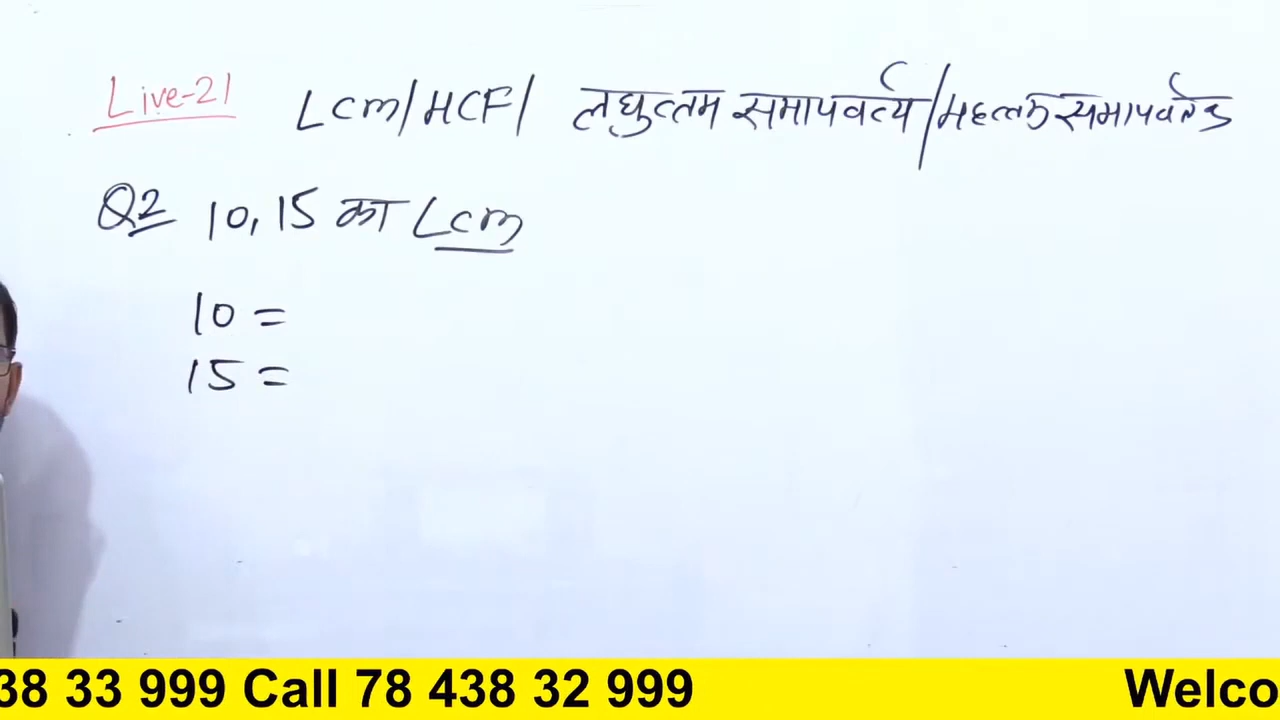 Live-21 Lcm/HCF/ लघुत्तम समापवर्त्य/महत्तम समापवर्तक
Q2 10, 15 का Lcm
10 =
15 =
38 33 999 Call 78 438 32 999 Welco